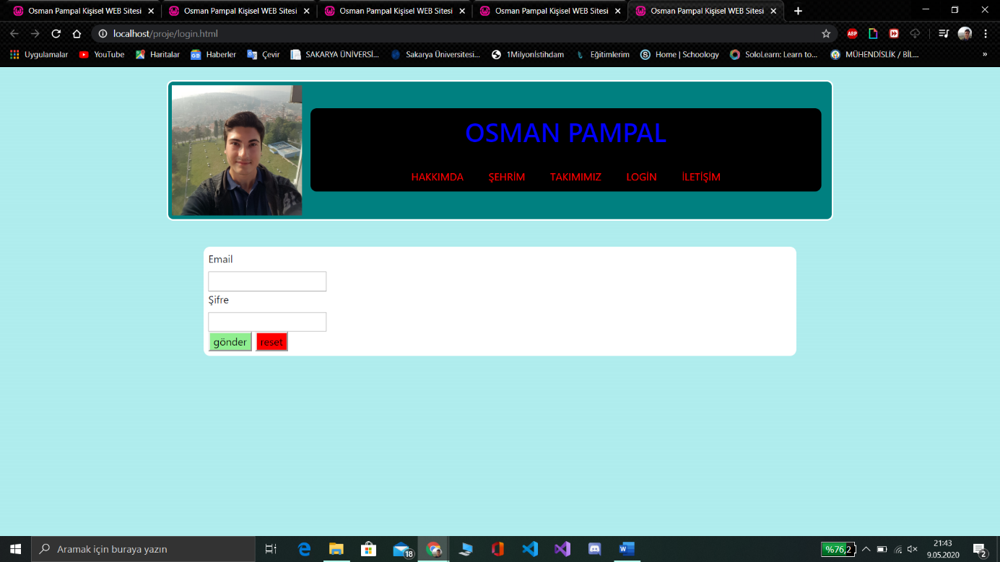 Osman Pampal Kişisel WEB Sitesi Osman Pampal Kişisel WEB Sitesi Osman Pampal Kişisel WEB Sitesi Osman Pampal Kişisel WEB Sitesi Osman Pampal Kişisel WEB Sitesi
localhost/proje/login.html ABP
Uygulamalar YouTube Haritalar Haberler Çevir SAKARYA ÜNİVERSİ... Sakarya Üniversitesi... 1Milyonİstihdam Eğitimlerim Home | Schoology SoloLearn: Learn to... MÜHENDİSLİK / BİL... »
OSMAN PAMPAL
HAKKIMDA ŞEHRİM TAKIMIMIZ LOGİN İLETİŞİM
Email
Şifre
gönder reset
Aramak için buraya yazın 18 %76,2 21:43
9.05.2020 2